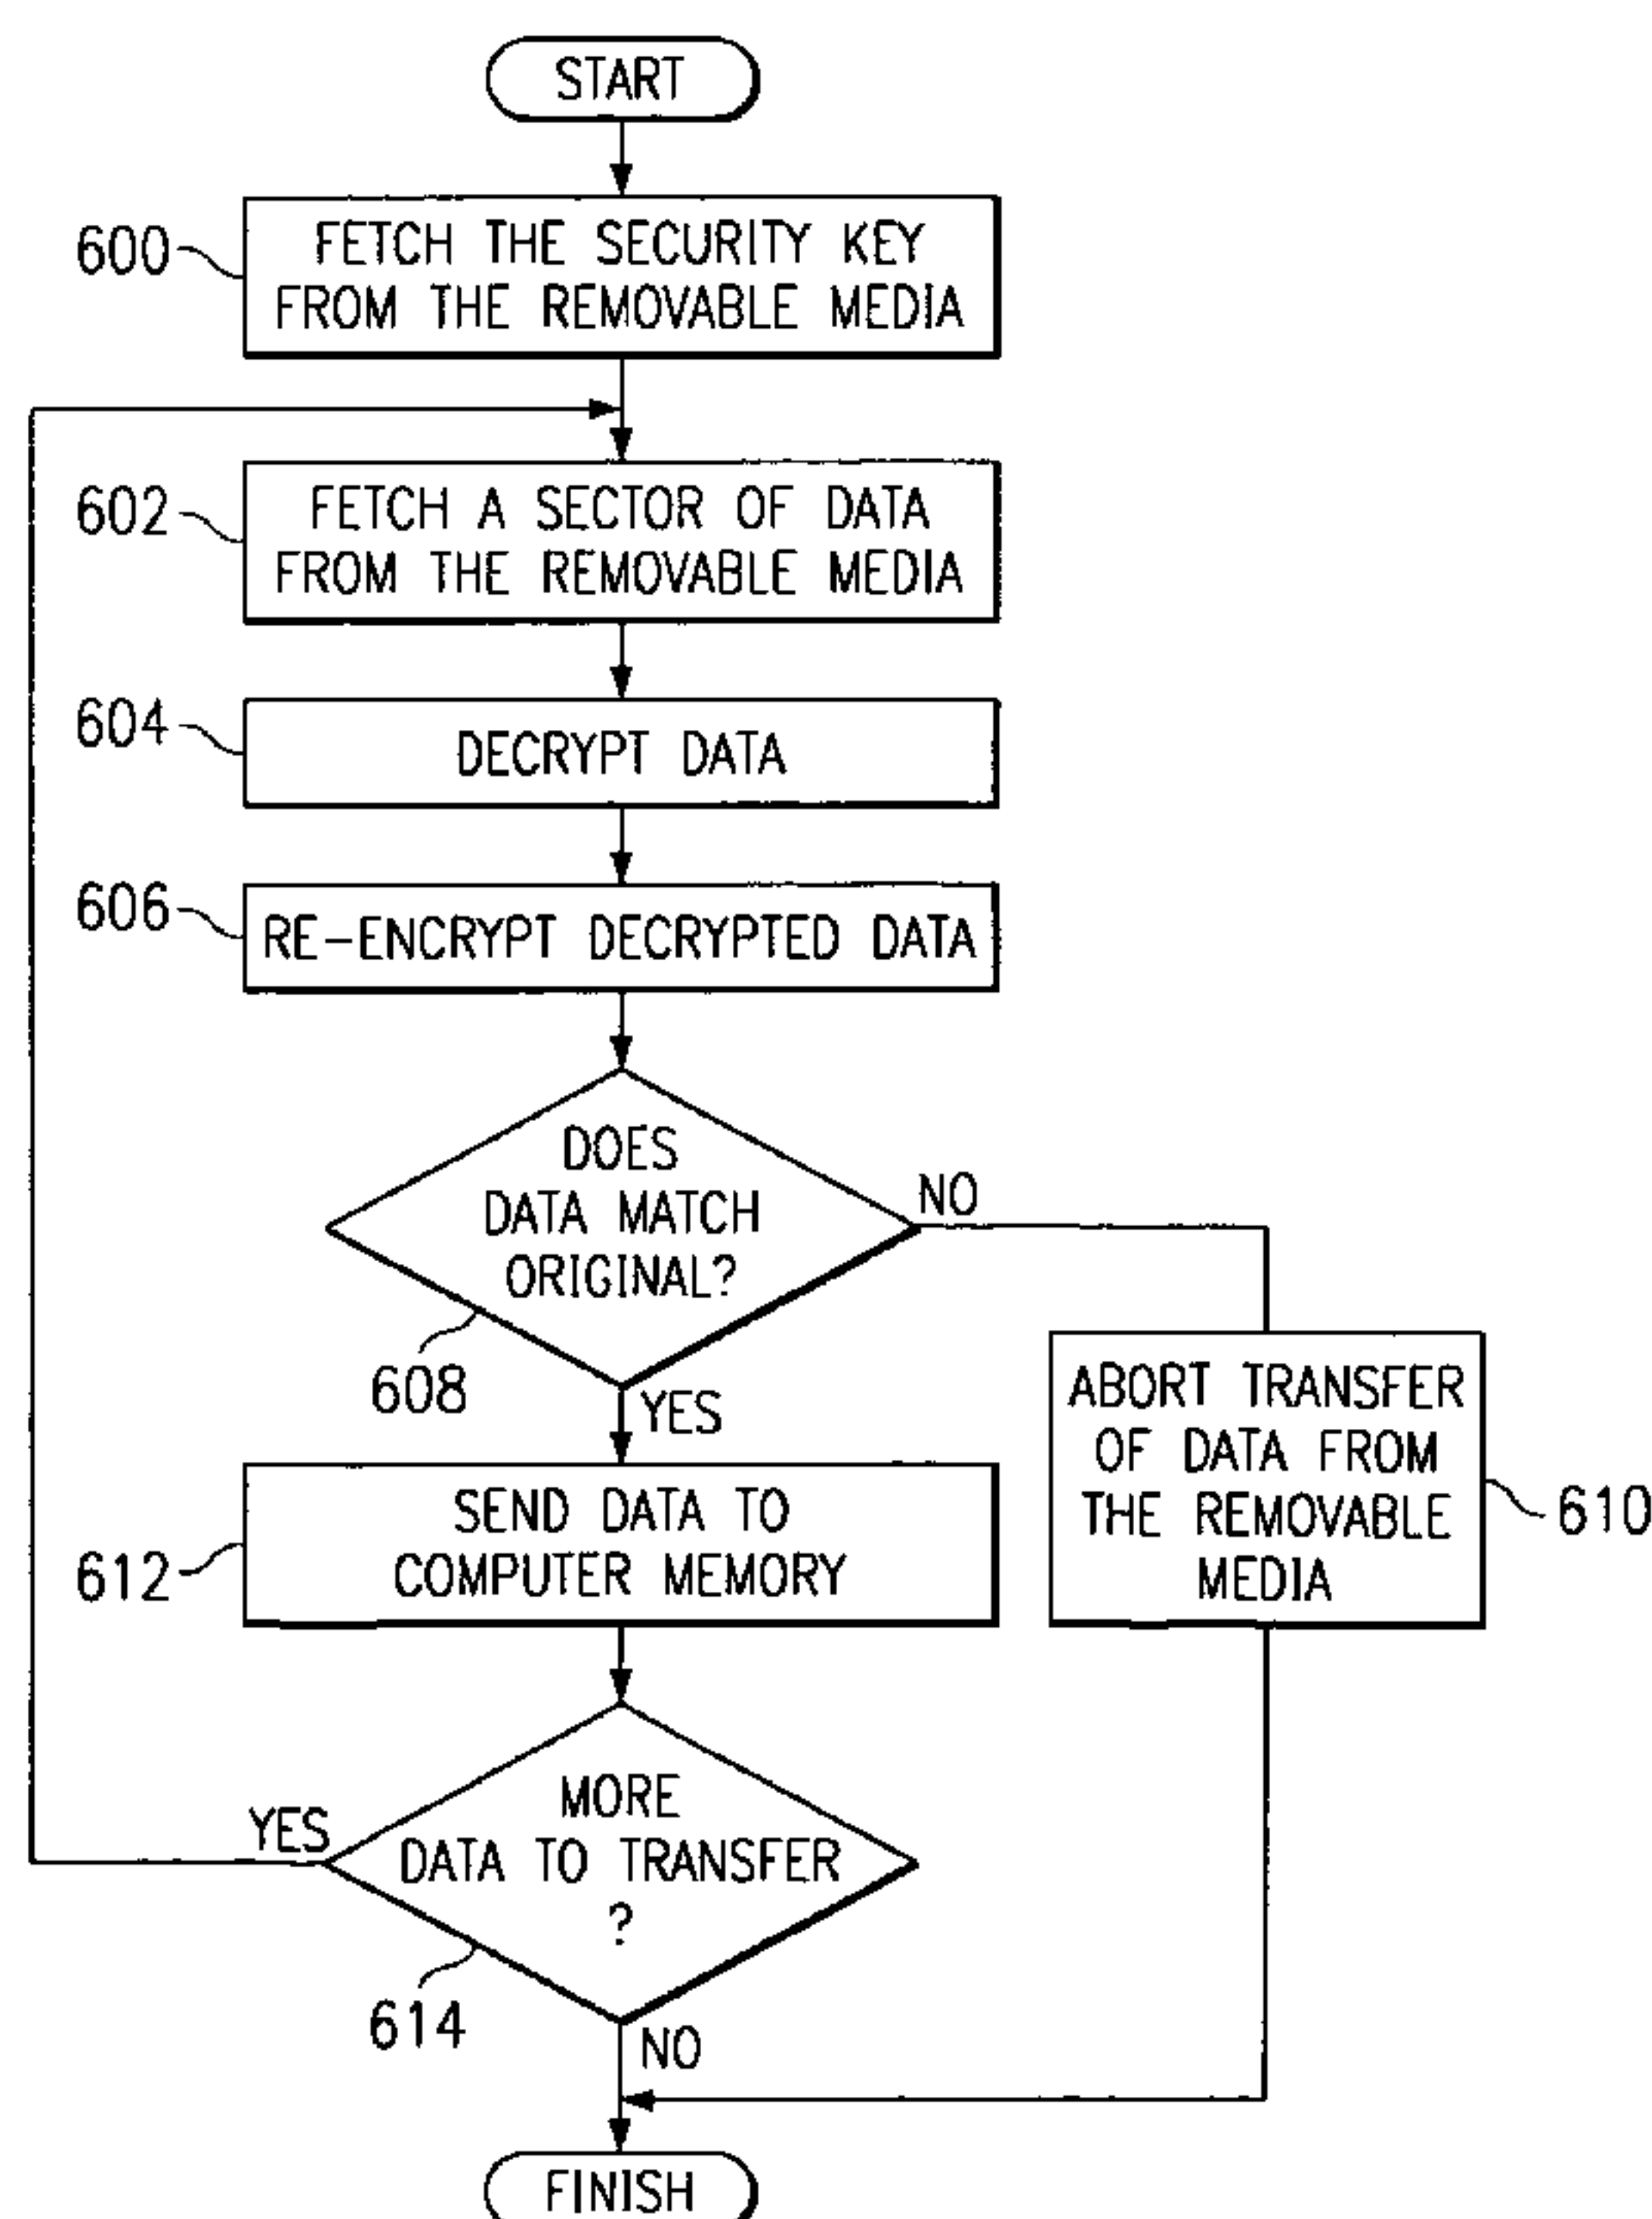 START
600
FETCH THE SECURITY KEY
FROM THE REMOVABLE MEDIA
602
FETCH A SECTOR OF DATA
FROM THE REMOVABLE MEDIA
604
DECRYPT DATA
606
RE-ENCRYPT DECRYPTED DATA
DOES
DATA MATCH
ORIGINAL?
NO
608
YES
ABORT TRANSFER
OF DATA FROM
THE REMOVABLE
MEDIA
610
SEND DATA TO
COMPUTER MEMORY
612
MORE
DATA TO TRANSFER
?
YES
614
NO
FINISH